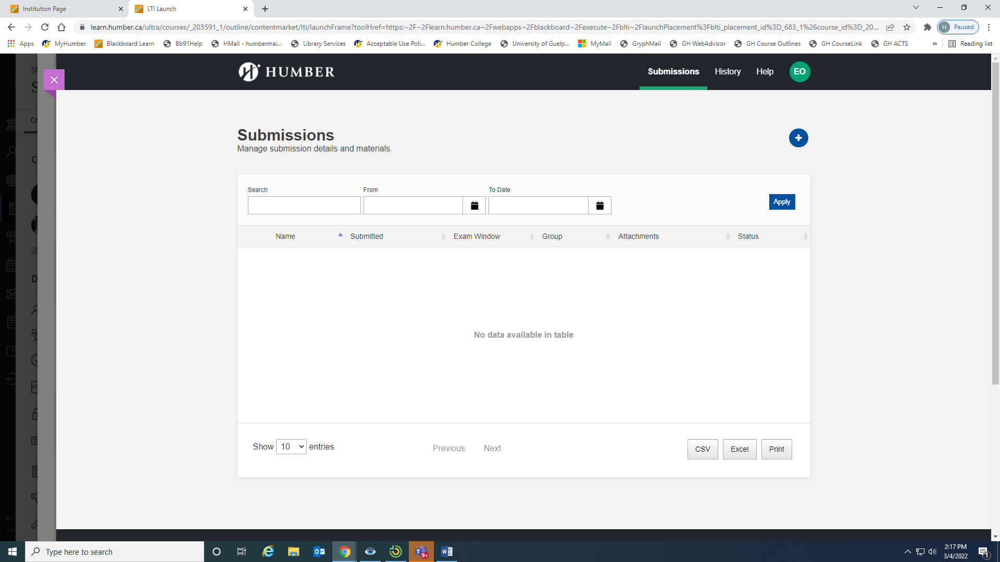 Institution Page
LTI Launch
learn.humber.ca/ultra/courses/_203591_1/outline/contentmarket/lti/launchFrame?toolHref=https:~2F~2Flearn.humber.ca~2Fwebapps~2Fblackboard~2Fexecute~2Fblti~2FlaunchPlacement%3Fblti_placement_id%3D_683_1%26course_id%3D_20...
H Paused
Apps MyHumber Blackboard Learn Bb91Help HMail - humbermai... Library Services Acceptable Use Poli... Humber College University of Guelp... MyMail GryphMail GH WebAdvisor GH Course Outlines GH CourseLink GH ACTS » Reading list
HUMBER
Submissions History Help EO
Submissions
Manage submission details and materials.
Search From To Date
Apply
Name Submitted Exam Window Group Attachments Status
No data available in table
Show 10 entries
Previous Next
CSV Excel Print
Type here to search
9+
2:17 PM
3/4/2022
1